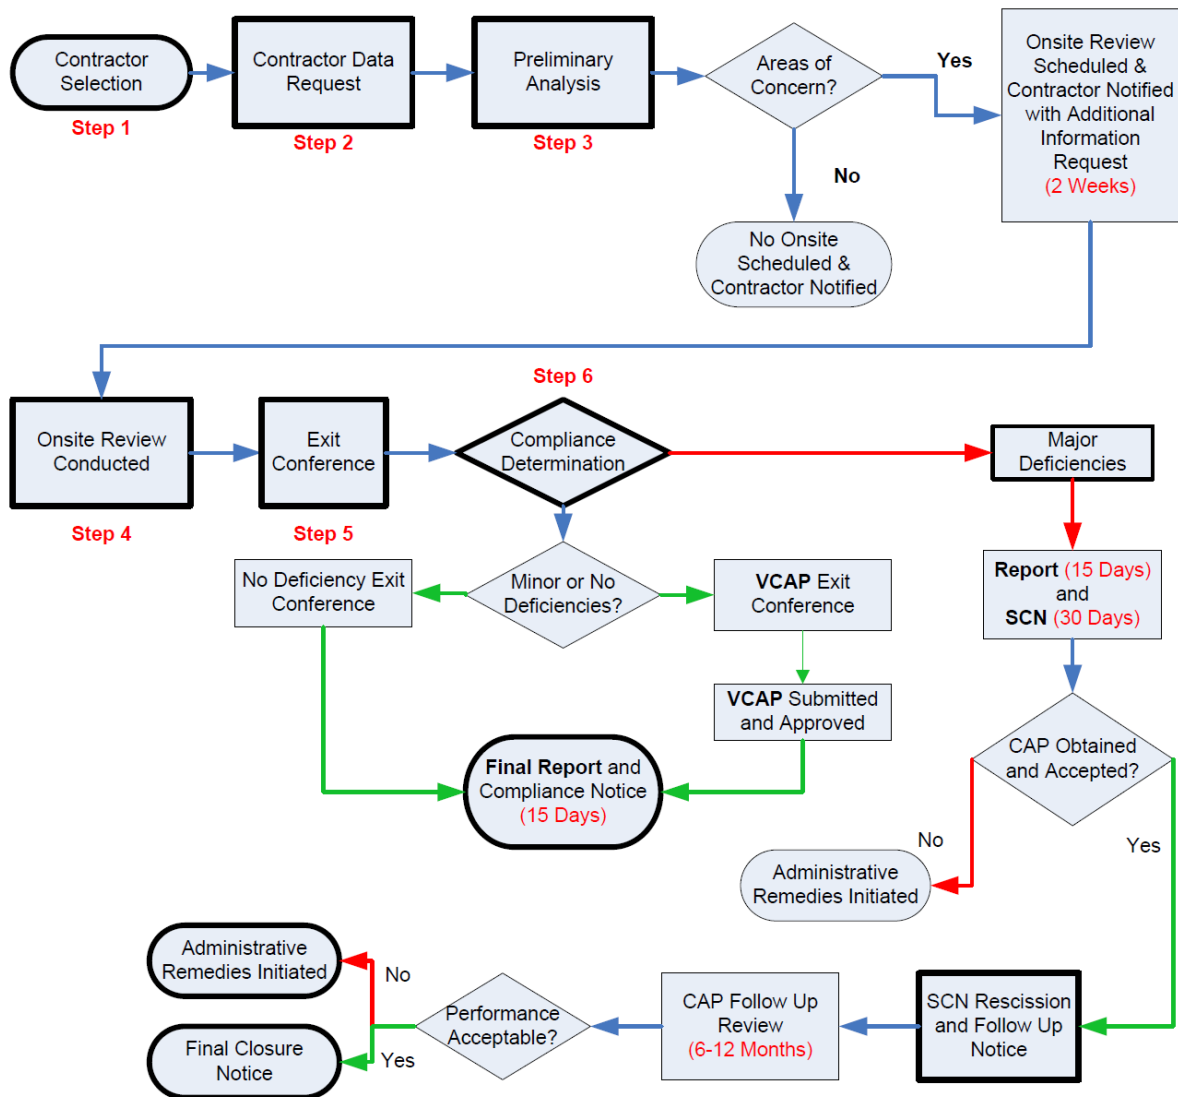 Contractor
Selection
Step 1
Contractor Data
Request
Step 2
Preliminary
Analysis
Step 3
Areas of
Concern?
Yes
No
Onsite Review
Scheduled &
Contractor Notified
with Additional
Information
Request
(2 Weeks)
No Onsite
Scheduled &
Contractor Notified
Onsite Review
Conducted
Step 4
Exit
Conference
Step 5
Step 6
Compliance
Determination
Major
Deficiencies
No Deficiency Exit
Conference
Minor or No
Deficiencies?
VCAP Exit
Conference
Report (15 Days)
and
SCN (30 Days)
VCAP Submitted
and Approved
Final Report and
Compliance Notice
(15 Days)
CAP Obtained
and Accepted?
No
Yes
Administrative
Remedies Initiated
Administrative
Remedies Initiated
No
Final Closure
Notice
Yes
Performance
Acceptable?
CAP Follow Up
Review
(6-12 Months)
SCN Rescission
and Follow Up
Notice